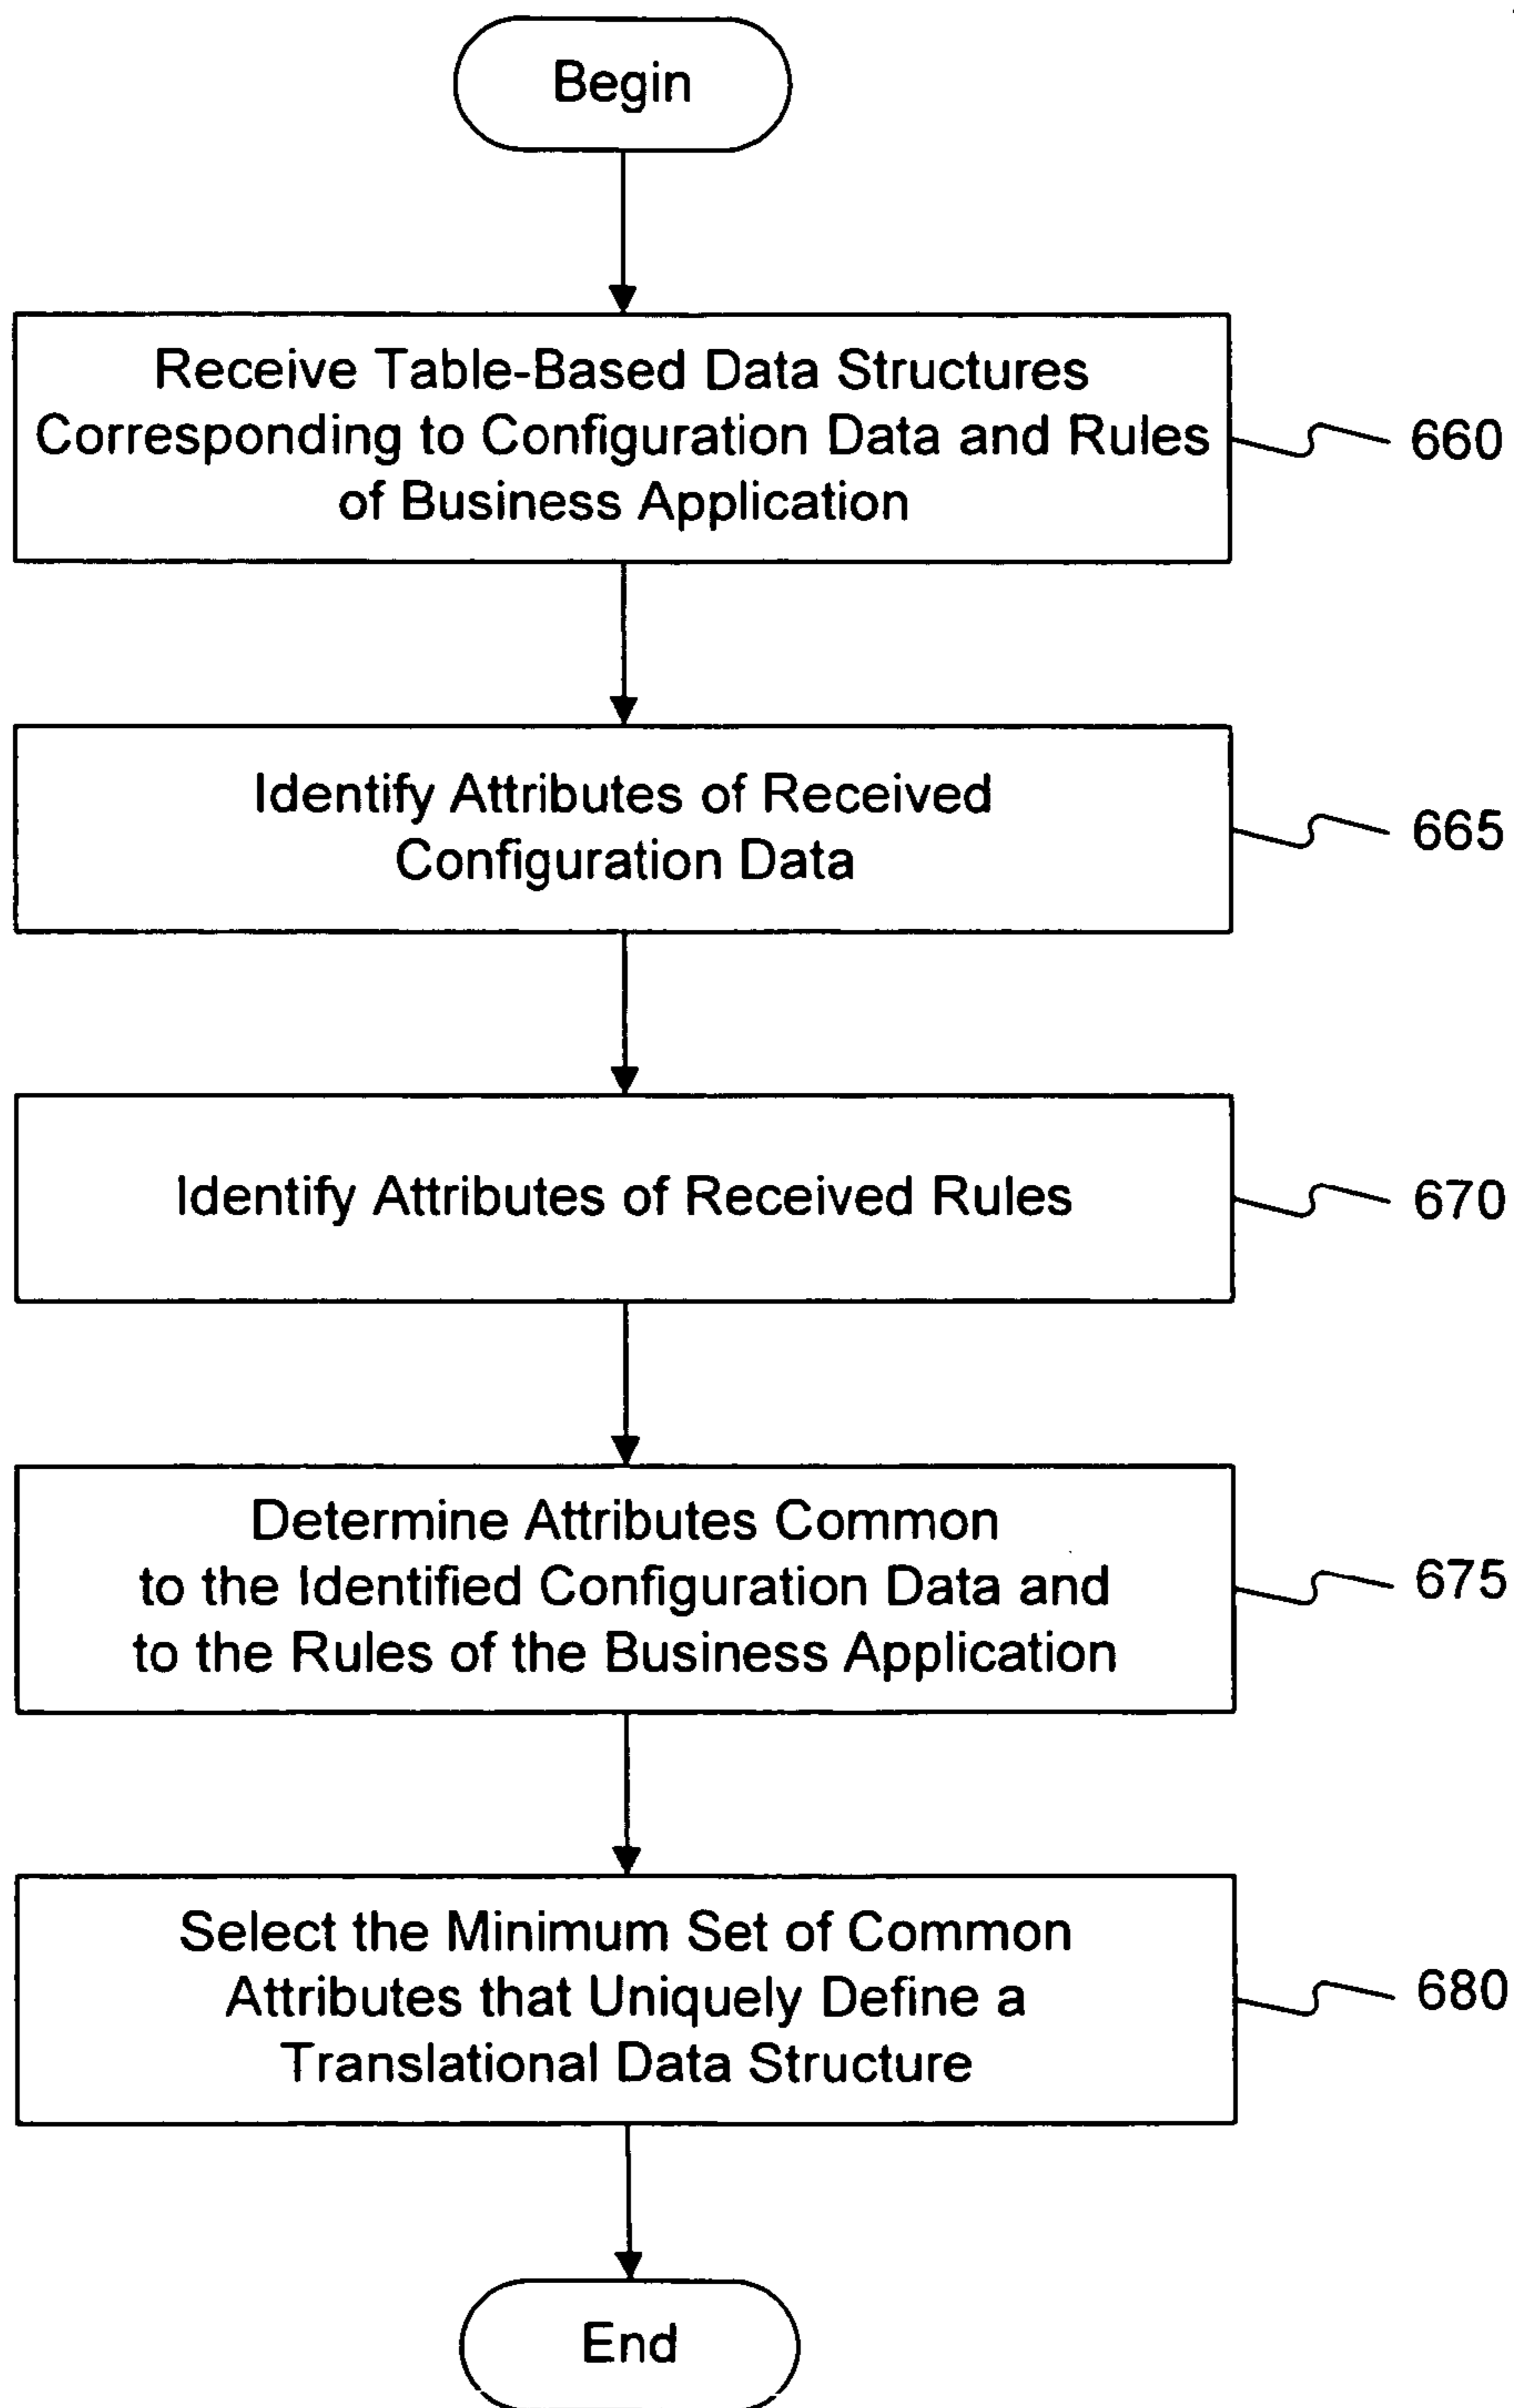 Begin
Receive Table-Based Data Structures
Corresponding to Configuration Data and Rules
of Business Application
660
Identify Attributes of Received
Configuration Data
665
Identify Attributes of Received Rules
670
Determine Attributes Common
to the Identified Configuration Data and
to the Rules of the Business Application
675
Select the Minimum Set of Common
Attributes that Uniquely Define a
Translational Data Structure
680
End